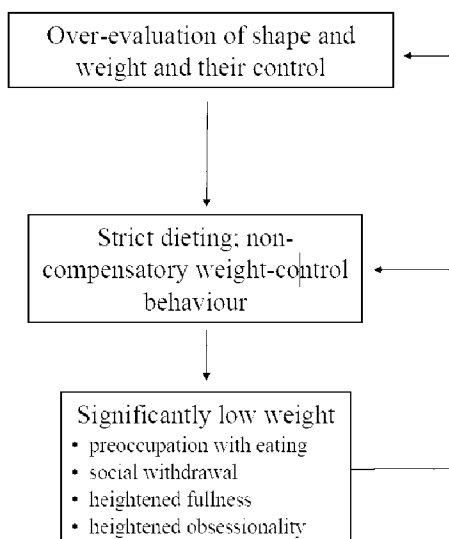 Over-evaluation of shape and
weight and their control
Strict dieting; non-
compensatory weight-control
behaviour
Significantly low weight
• preoccupation with eating
• social withdrawal
• heightened fullness
• heightened obsessionality